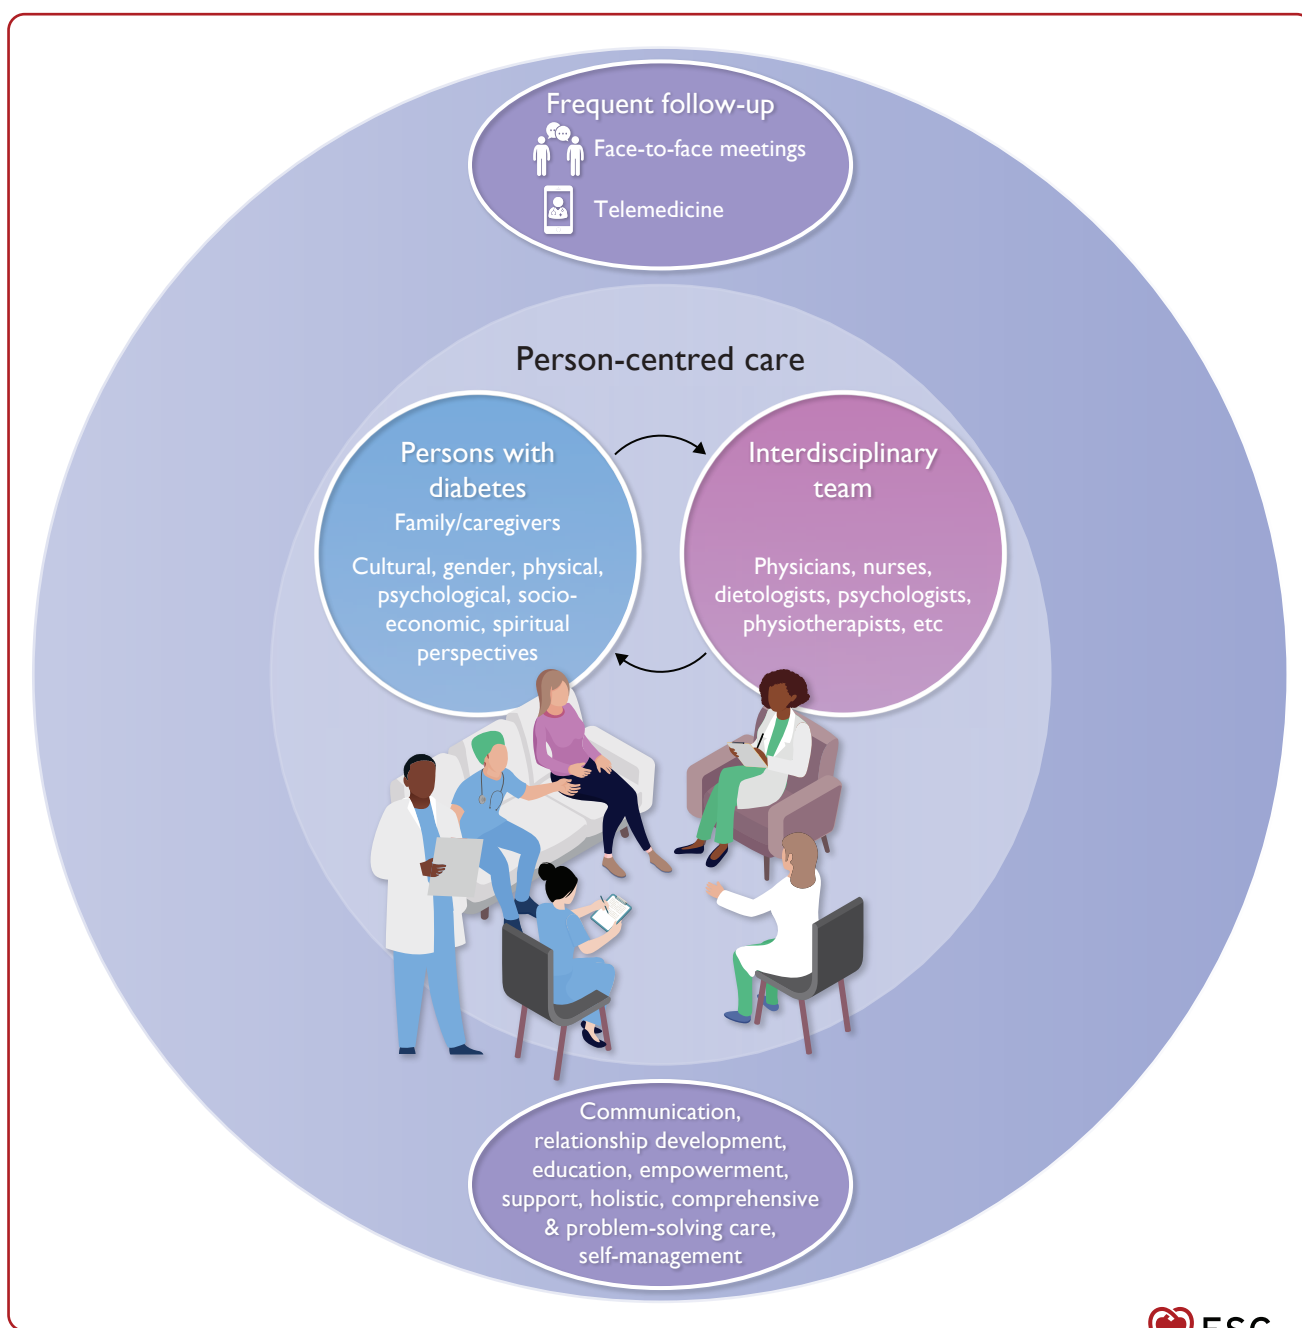 Frequent follow-up
Face-to-face meetings
Telemedicine
Person-centred care
Persons with
diabetes
Family/caregivers
Cultural, gender, physical,
psychological, socio-
economic, spiritual
perspectives
Interdisciplinary
team
Physicians, nurses,
dietologists, psychologists,
physiotherapists, etc
Communication,
relationship development,
education, empowerment,
support, holistic, comprehensive
& problem-solving care,
self-management
ESC